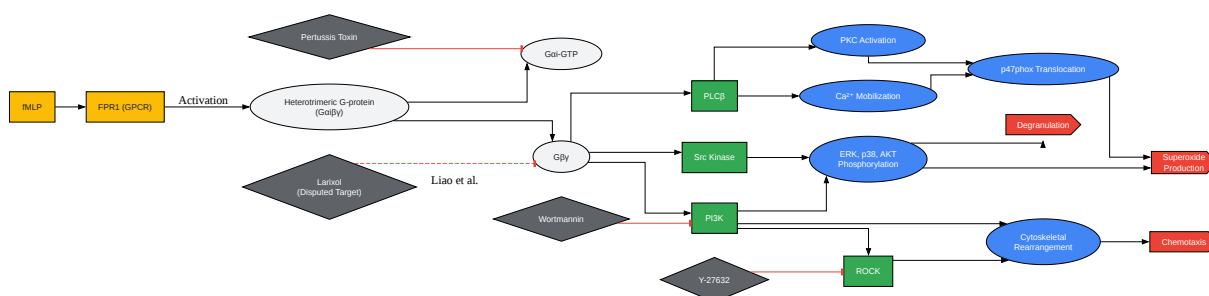 Pertussis Toxin
Gαi-GTP
PKC Activation
p47phox Translocation
fMLP
FPR1 (GPCR)
Activation
Heterotrimeric G-protein
(Gαiβγ)
PLCβ
Ca²⁺ Mobilization
Degranulation
Gβγ
Src Kinase
ERK, p38, AKT
Phosphorylation
Superoxide
Production
Larixol
(Disputed Target)
Liao et al.
Wortmannin
PI3K
Cytoskeletal
Rearrangement
Chemotaxis
Y-27632
ROCK